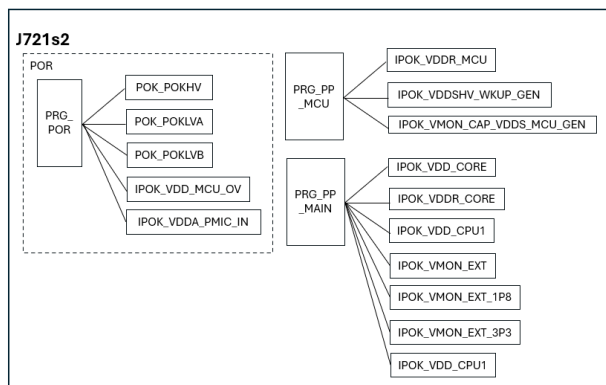 J721s2
POR
PRG_
POR
POK_POKHV
POK_POKLVA
POK_POKLVB
IPOK_VDD_MCU_OV
IPOK_VDDA_PMIC_IN
PRG_PP
_MCU
IPOK_VDDR_MCU
IPOK_VDDSHV_WKUP_GEN
IPOK_VMON_CAP_VDDS_MCU_GEN
PRG_PP
_MAIN
IPOK_VDD_CORE
IPOK_VDDR_CORE
IPOK_VDD_CPU1
IPOK_VMON_EXT
IPOK_VMON_EXT_1P8
IPOK_VMON_EXT_3P3
IPOK_VDD_CPU1